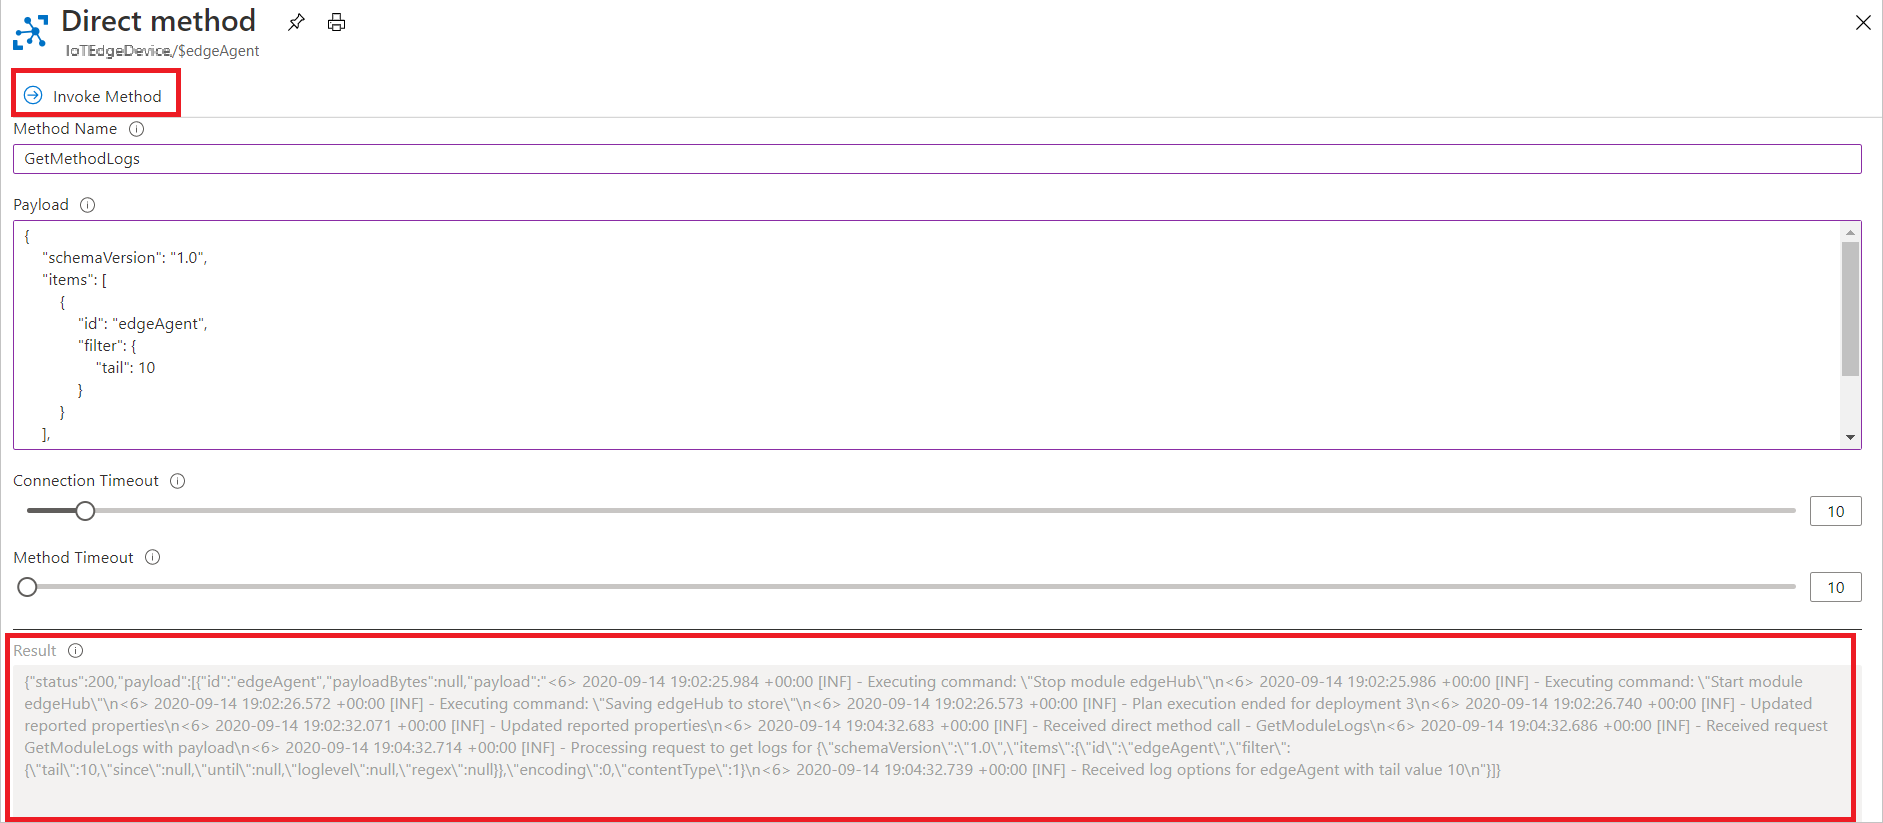 Direct method
IoTEdgeDevice/$edgeAgent
Invoke Method
Method Name
GetMethodLogs
Payload
{
"schemaVersion": "1.0",
"items": [
{
"id": "edgeAgent",
"filter": {
"tail": 10
}
}
],
Connection Timeout
10
Method Timeout
10
Result
{"status":200,"payload":[{"id":"edgeAgent","payloadBytes":null,"payload":"<6> 2020-09-14 19:02:25.984 +00:00 [INF] - Executing command: \"Stop module edgeHub\"\n<6> 2020-09-14 19:02:25.986 +00:00 [INF] - Executing command: \"Start module
edgeHub\"\n<6> 2020-09-14 19:02:26.572 +00:00 [INF] - Executing command: \"Saving edgeHub to store\"\n<6> 2020-09-14 19:02:26.573 +00:00 [INF] - Plan execution ended for deployment 3\n<6> 2020-09-14 19:02:26.740 +00:00 [INF] - Updated
reported properties\n<6> 2020-09-14 19:02:32.071 +00:00 [INF] - Updated reported properties\n<6> 2020-09-14 19:04:32.683 +00:00 [INF] - Received direct method call - GetModuleLogs\n<6> 2020-09-14 19:04:32.686 +00:00 [INF] - Received request
GetModuleLogs with payload\n<6> 2020-09-14 19:04:32.714 +00:00 [INF] - Processing request to get logs for {\"schemaVersion\":\"1.0\",\"items\":{\"id\":\"edgeAgent\",\"filter\":
{\"tail\":10,\"since\":null,\"until\":null,\"loglevel\":null,\"regex\":null}},\"encoding\":0,\"contentType\":1}\n<6> 2020-09-14 19:04:32.739 +00:00 [INF] - Received log options for edgeAgent with tail value 10\n"}]}